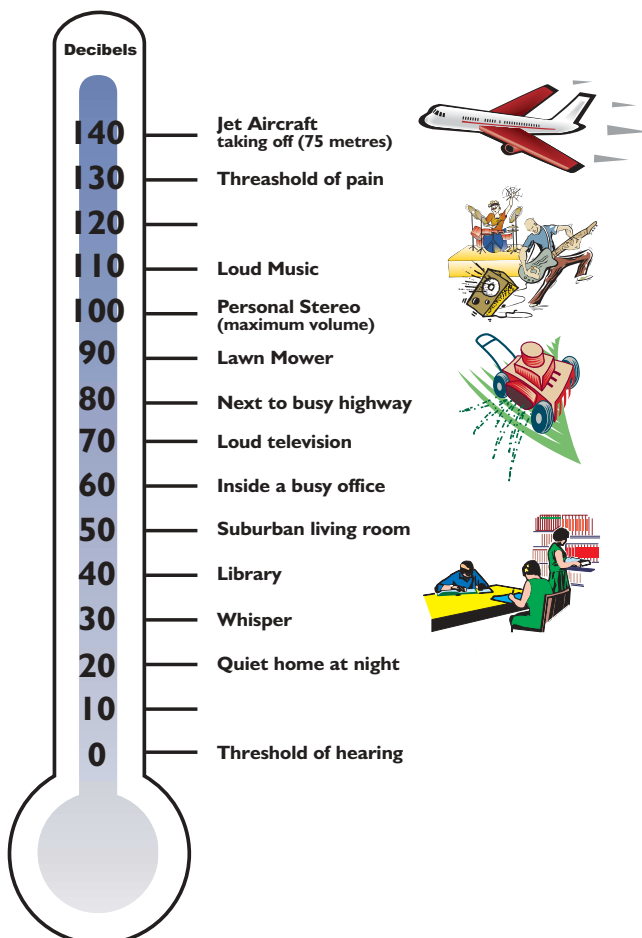 Decibels
140 Jet Aircraft
taking off (75 metres)
130 Threashold of pain
120
110 Loud Music
100 Personal Stereo
(maximum volume)
90 Lawn Mower
80 Next to busy highway
70 Loud television
60 Inside a busy office
50 Suburban living room
40 Library
30 Whisper
20 Quiet home at night
10
0 Threshold of hearing